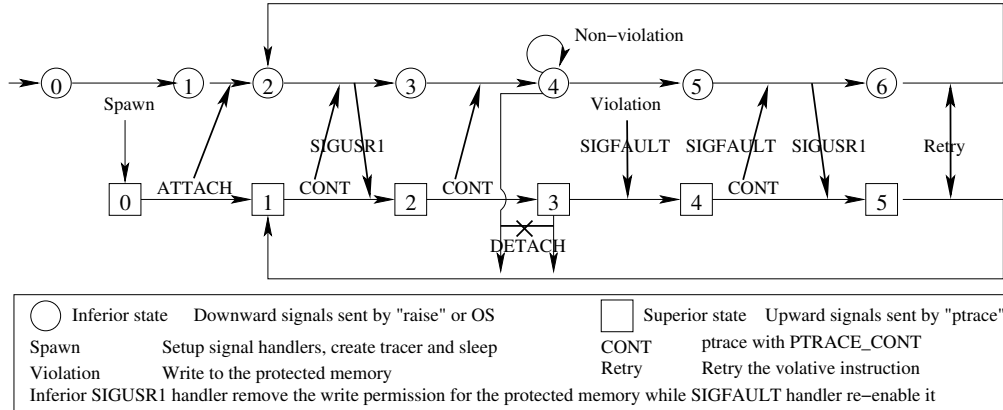 Non−violation
0 1 2 3 4 5 6
Spawn Violation
SIGUSR1 SIGFAULT SIGFAULT SIGUSR1 Retry
ATTACH CONT CONT CONT
0 1 2 3 4 5
DETACH
Inferior state Downward signals sent by "raise" or OS Superior state Upward signals sent by "ptrace"
Spawn Setup signal handlers, create tracer and sleep CONT ptrace with PTRACE_CONT
Violation Write to the protected memory Retry Retry the volative instruction
Inferior SIGUSR1 handler remove the write permission for the protected memory while SIGFAULT handler re−enable it